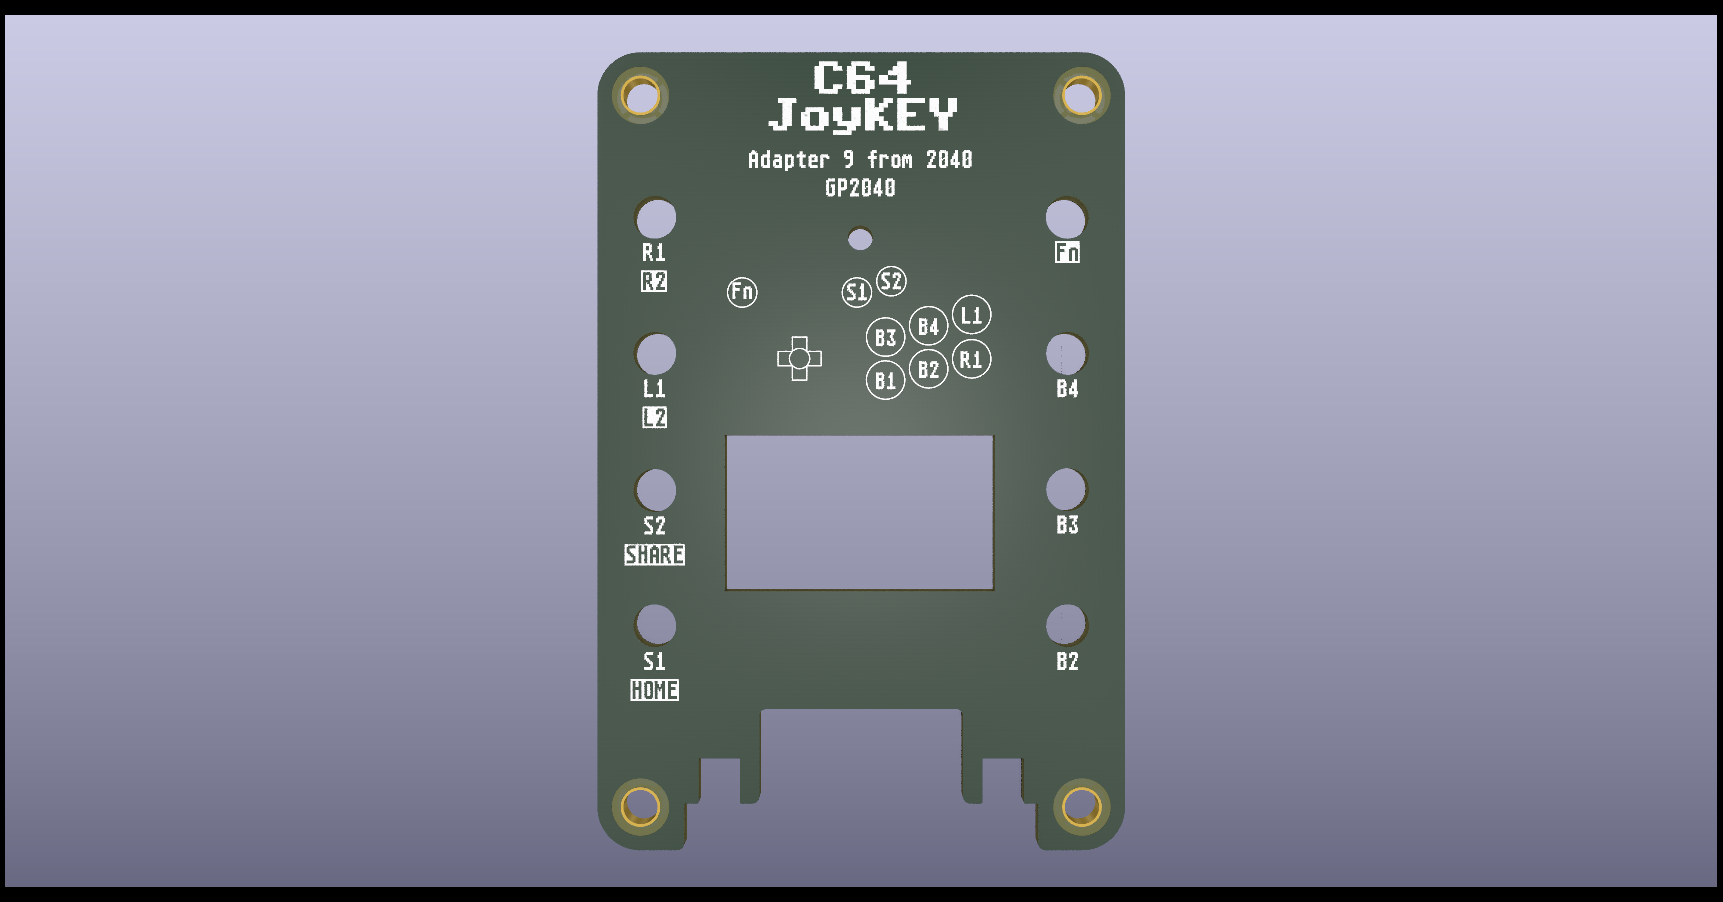 C64
JoyKEY
Adapter 9 from 2040
GP2040
R1
R2
Fn
Fn
S1
S2
B3
B4
L1
B1
B2
R1
L1
L2
B4
S2
SHARE
B3
S1
HOME
B2